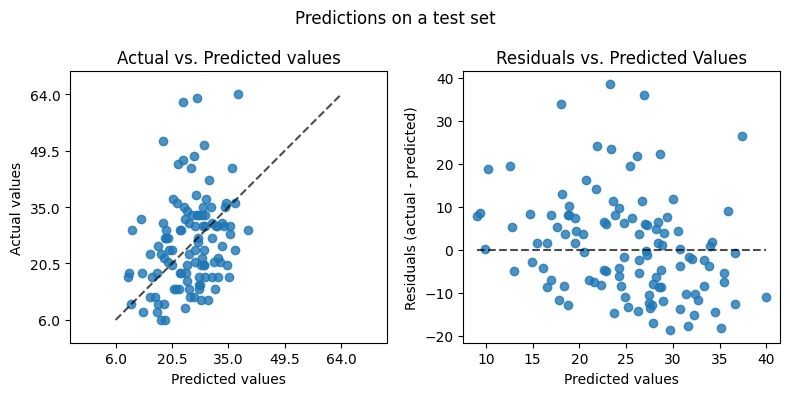 Predictions on a test set
Actual vs. Predicted values
Actual values
64.0
49.5
35.0
20.5
6.0
6.0 20.5 35.0 49.5 64.0
Predicted values
Residuals vs. Predicted Values
Residuals (actual - predicted)
40
30
20
10
0
−10
−20
10 15 20 25 30 35 40
Predicted values